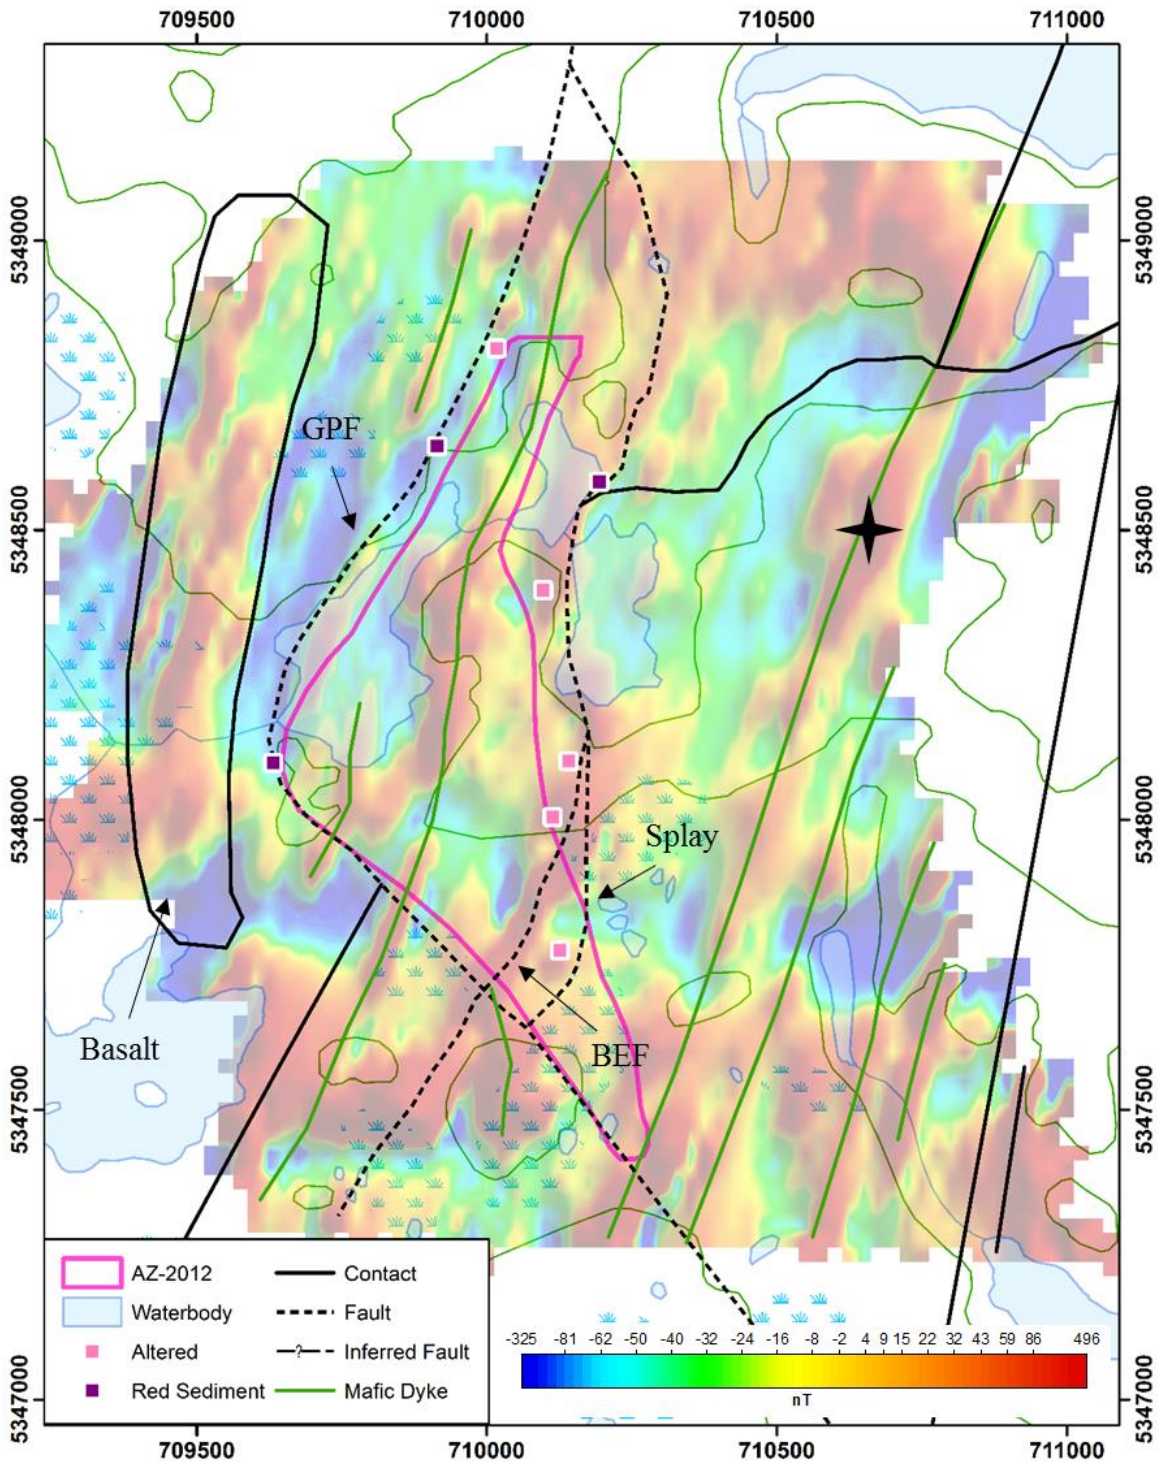 709500 710000 710500 711000
5349000 5349000
GPF
5348500 5348500
5348000 5348000
Splay
Basalt
BEF
5347500 5347500
AZ-2012 Contact
Waterbody Fault
Altered -?- Inferred Fault
Red Sediment Mafic Dyke
-325 -81 -62 -50 -40 -32 -24 -16 -8 -2 4 9 15 22 32 43 59 86 496
nT
5347000 5347000
709500 710000 710500 711000